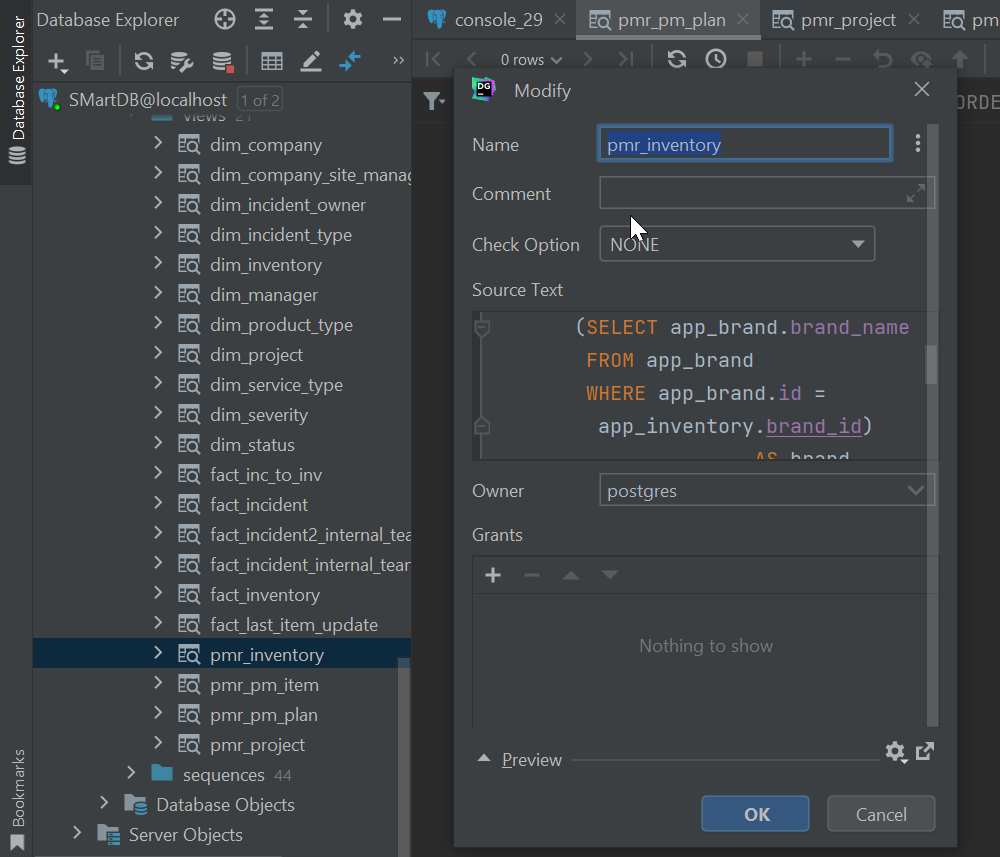 Database Explorer
Bookmarks
Database Explorer
SMartDB@localhost 1 of 2
views 21
dim_company
dim_company_site_manag
dim_incident_owner
dim_incident_type
dim_inventory
dim_manager
dim_product_type
dim_project
dim_service_type
dim_severity
dim_status
fact_inc_to_inv
fact_incident
fact_incident2_internal_tea
fact_incident_internal_tear
fact_inventory
fact_last_item_update
pmr_inventory
pmr_pm_item
pmr_pm_plan
pmr_project
sequences 44
Database Objects
Server Objects
console_29 pmr_pm_plan pmr_project pm
0 rows
ORDE
DG Modify
Name pmr_inventory
Comment
Check Option NONE
Source Text
(SELECT app_brand.brand_name
FROM app_brand
WHERE app_brand.id =
app_inventory.brand_id)
AS brand
Owner postgres
Grants
Nothing to show
Preview
OK Cancel